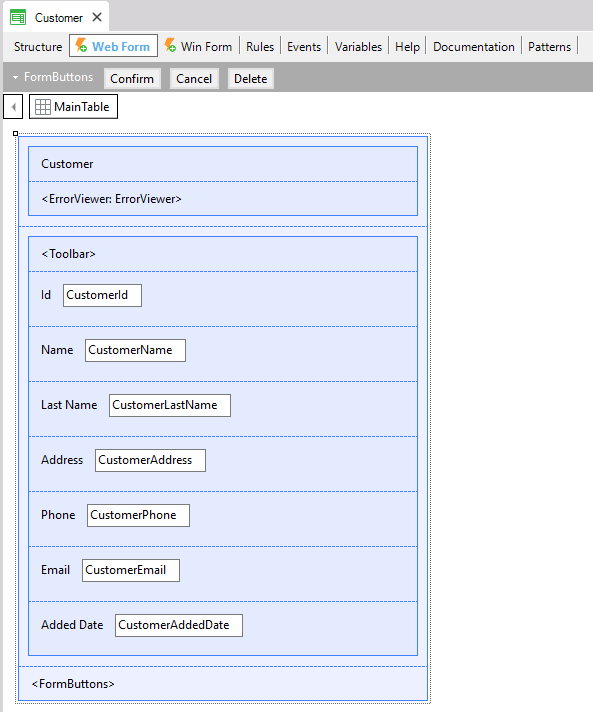 Customer
Structure Web Form Win Form Rules Events Variables Help Documentation Patterns
FormButtons Confirm Cancel Delete
MainTable
Customer
<ErrorViewer: ErrorViewer>
<Toolbar>
Id CustomerId
Name CustomerName
Last Name CustomerLastName
Address CustomerAddress
Phone CustomerPhone
Email CustomerEmail
Added Date CustomerAddedDate
<FormButtons>